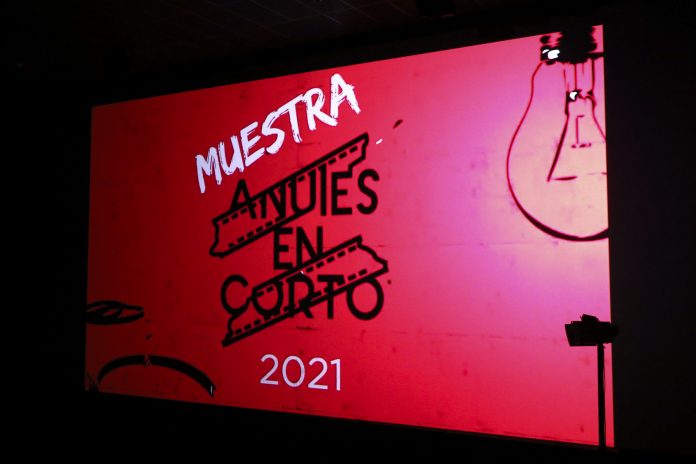 MUESTRA
ANUIES
EN
CORTO
2021